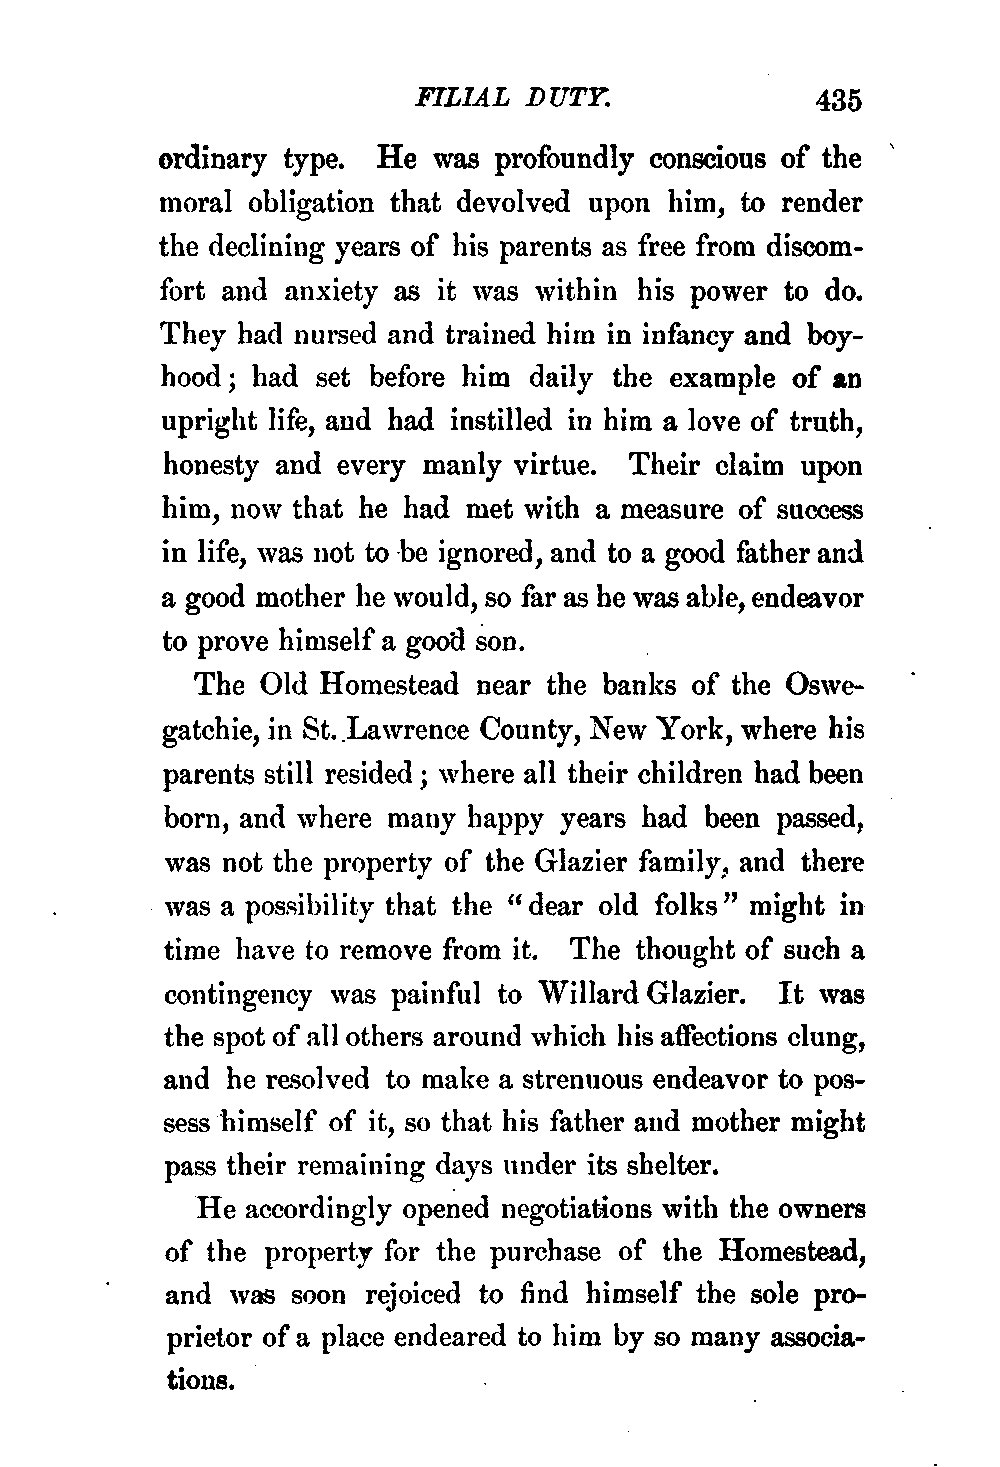 FILIAL DUTY. 435
ordinary type. He was profoundly conscious of the
moral obligation that devolved upon him, to render
the declining years of his parents as free from discom-
fort and anxiety as it was within his power to do.
They had nursed and trained him in infancy and boy-
hood; had set before him daily the example of an
upright life, and had instilled in him a love of truth,
honesty and every manly virtue. Their claim upon
him, now that he had met with a measure of success
in life, was not to be ignored, and to a good father and
a good mother he would, so far as he was able, endeavor
to prove himself a good son.
The Old Homestead near the banks of the Oswe-
gatchie, in St. Lawrence County, New York, where his
parents still resided; where all their children had been
born, and where many happy years had been passed,
was not the property of the Glazier family, and there
was a possibility that the "dear old folks" might in
time have to remove from it. The thought of such a
contingency was painful to Willard Glazier. It was
the spot of all others around which his affections clung,
and he resolved to make a strenuous endeavor to pos-
sess himself of it, so that his father and mother might
pass their remaining days under its shelter.
He accordingly opened negotiations with the owners
of the property for the purchase of the Homestead,
and was soon rejoiced to find himself the sole pro-
prietor of a place endeared to him by so many associa-
tions.